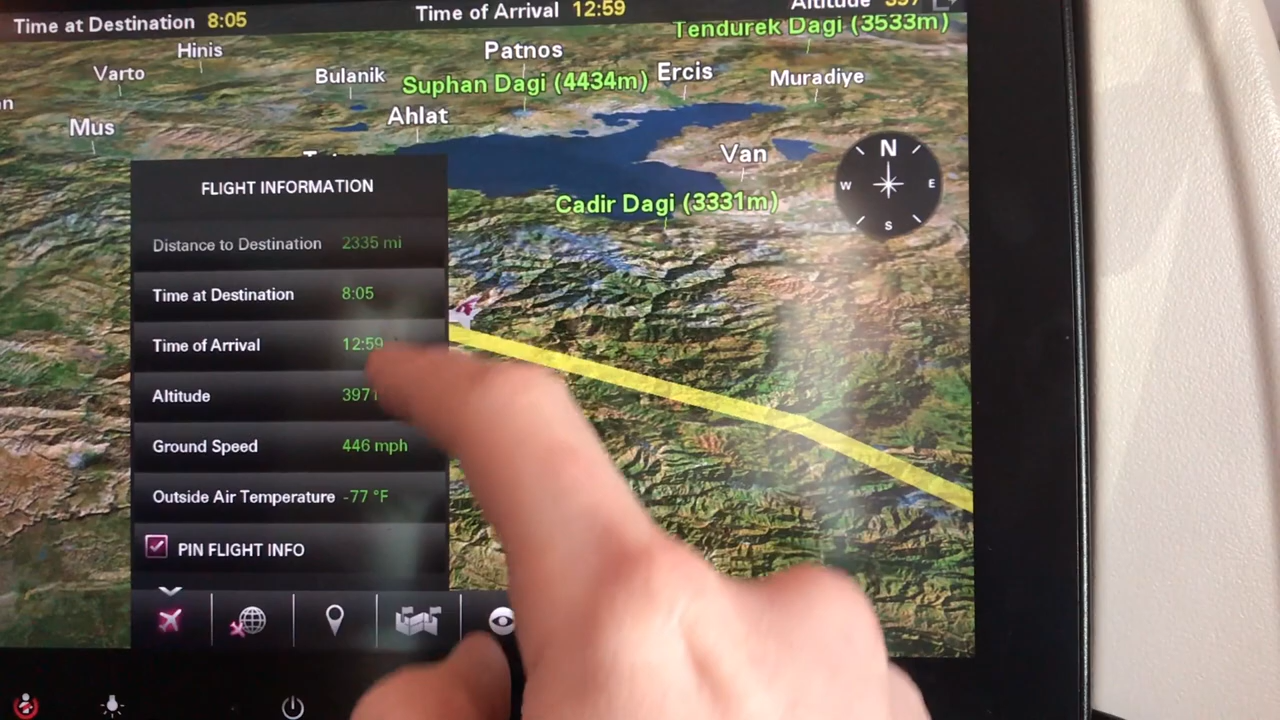 Time at Destination 8:05 Time of Arrival 12:59 Altitude 397
Tendurek Dagi (3533m)
Hinis Patnos
Varto Bulanik Suphan Dagi (4434m) Ercis Muradiye
Ahlat
Mus
Van
N
W E
S
Cadir Dagi (3331m)
FLIGHT INFORMATION
Distance to Destination 2335 mi
Time at Destination 8:05
Time of Arrival 12:59
Altitude 397
Ground Speed 446 mph
Outside Air Temperature -77 °F
PIN FLIGHT INFO